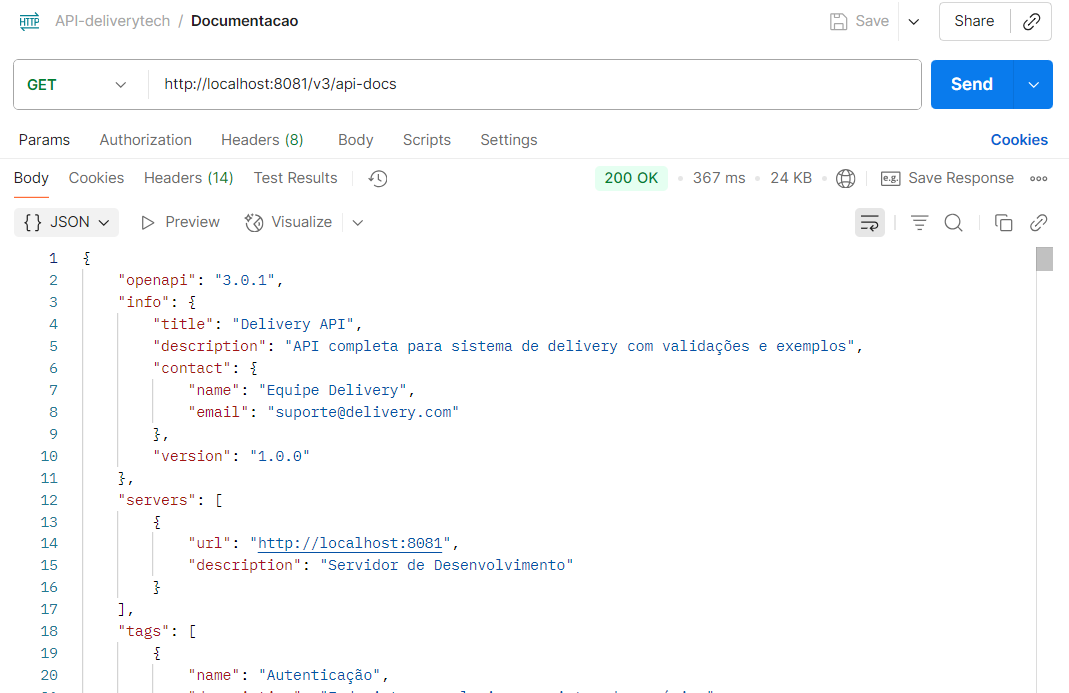 HTTP API-deliverytech / Documentacao Save Share
GET http://localhost:8081/v3/api-docs Send
Params Authorization Headers (8) Body Scripts Settings Cookies
Body Cookies Headers (14) Test Results 200 OK 367 ms 24 KB e.g. Save Response
{} JSON Preview Visualize
1 {
2 "openapi": "3.0.1",
3 "info": {
4 "title": "Delivery API",
5 "description": "API completa para sistema de delivery com validações e exemplos",
6 "contact": {
7 "name": "Equipe Delivery",
8 "email": "suporte@delivery.com"
9 },
10 "version": "1.0.0"
11 },
12 "servers": [
13 {
14 "url": "http://localhost:8081",
15 "description": "Servidor de Desenvolvimento"
16 }
17 ],
18 "tags": [
19 {
20 "name": "Autenticação",